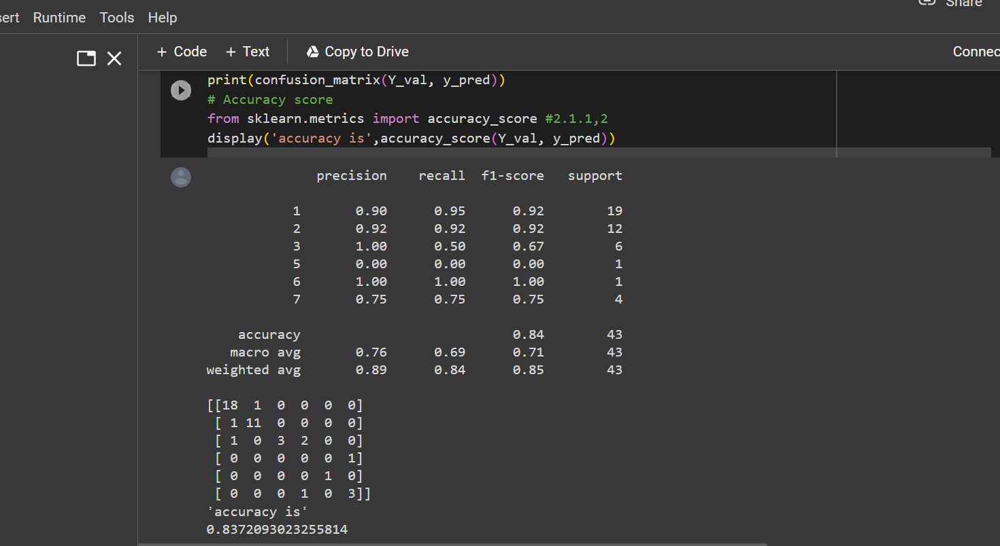 Share
sert Runtime Tools Help
+ Code + Text Copy to Drive Connec
print(confusion_matrix(Y_val, y_pred))
# Accuracy score
from sklearn.metrics import accuracy_score #2.1.1,2
display('accuracy is',accuracy_score(Y_val, y_pred))
precision recall f1-score support
1 0.90 0.95 0.92 19
2 0.92 0.92 0.92 12
3 1.00 0.50 0.67 6
5 0.00 0.00 0.00 1
6 1.00 1.00 1.00 1
7 0.75 0.75 0.75 4
accuracy 0.84 43
macro avg 0.76 0.69 0.71 43
weighted avg 0.89 0.84 0.85 43
[[18 1 0 0 0 0]
[ 1 11 0 0 0 0]
[ 1 0 3 2 0 0]
[ 0 0 0 0 0 1]
[ 0 0 0 0 1 0]
[ 0 0 0 1 0 3]]
'accuracy is'
0.8372093023255814